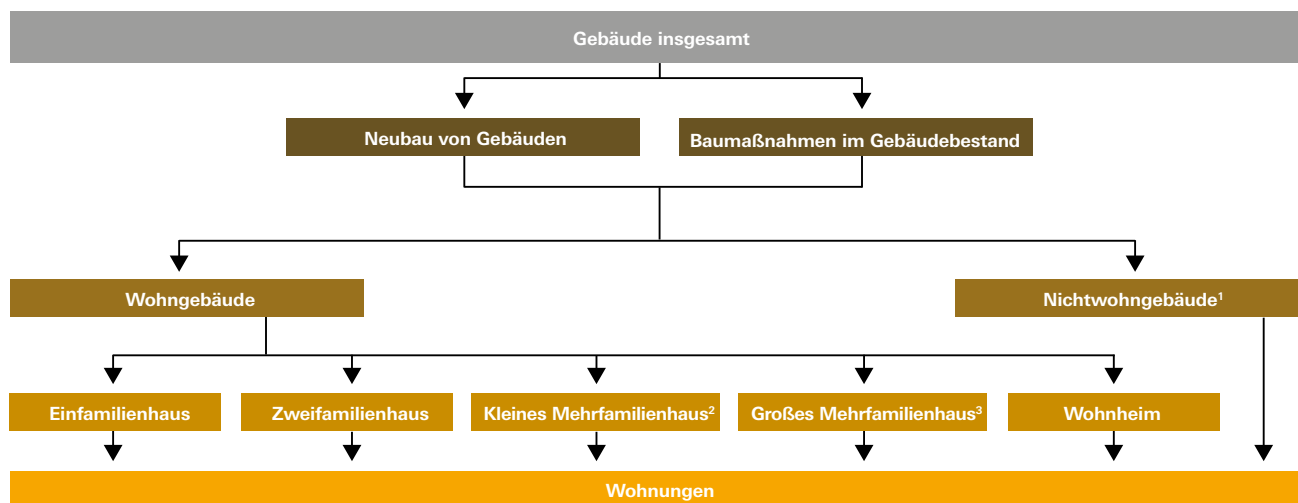 Gebäude insgesamt
Neubau von Gebäuden
Baumaßnahmen im Gebäudebestand
Wohngebäude
Nichtwohngebäude¹
Einfamilienhaus
Zweifamilienhaus
Kleines Mehrfamilienhaus²
Großes Mehrfamilienhaus³
Wohnheim
Wohnungen